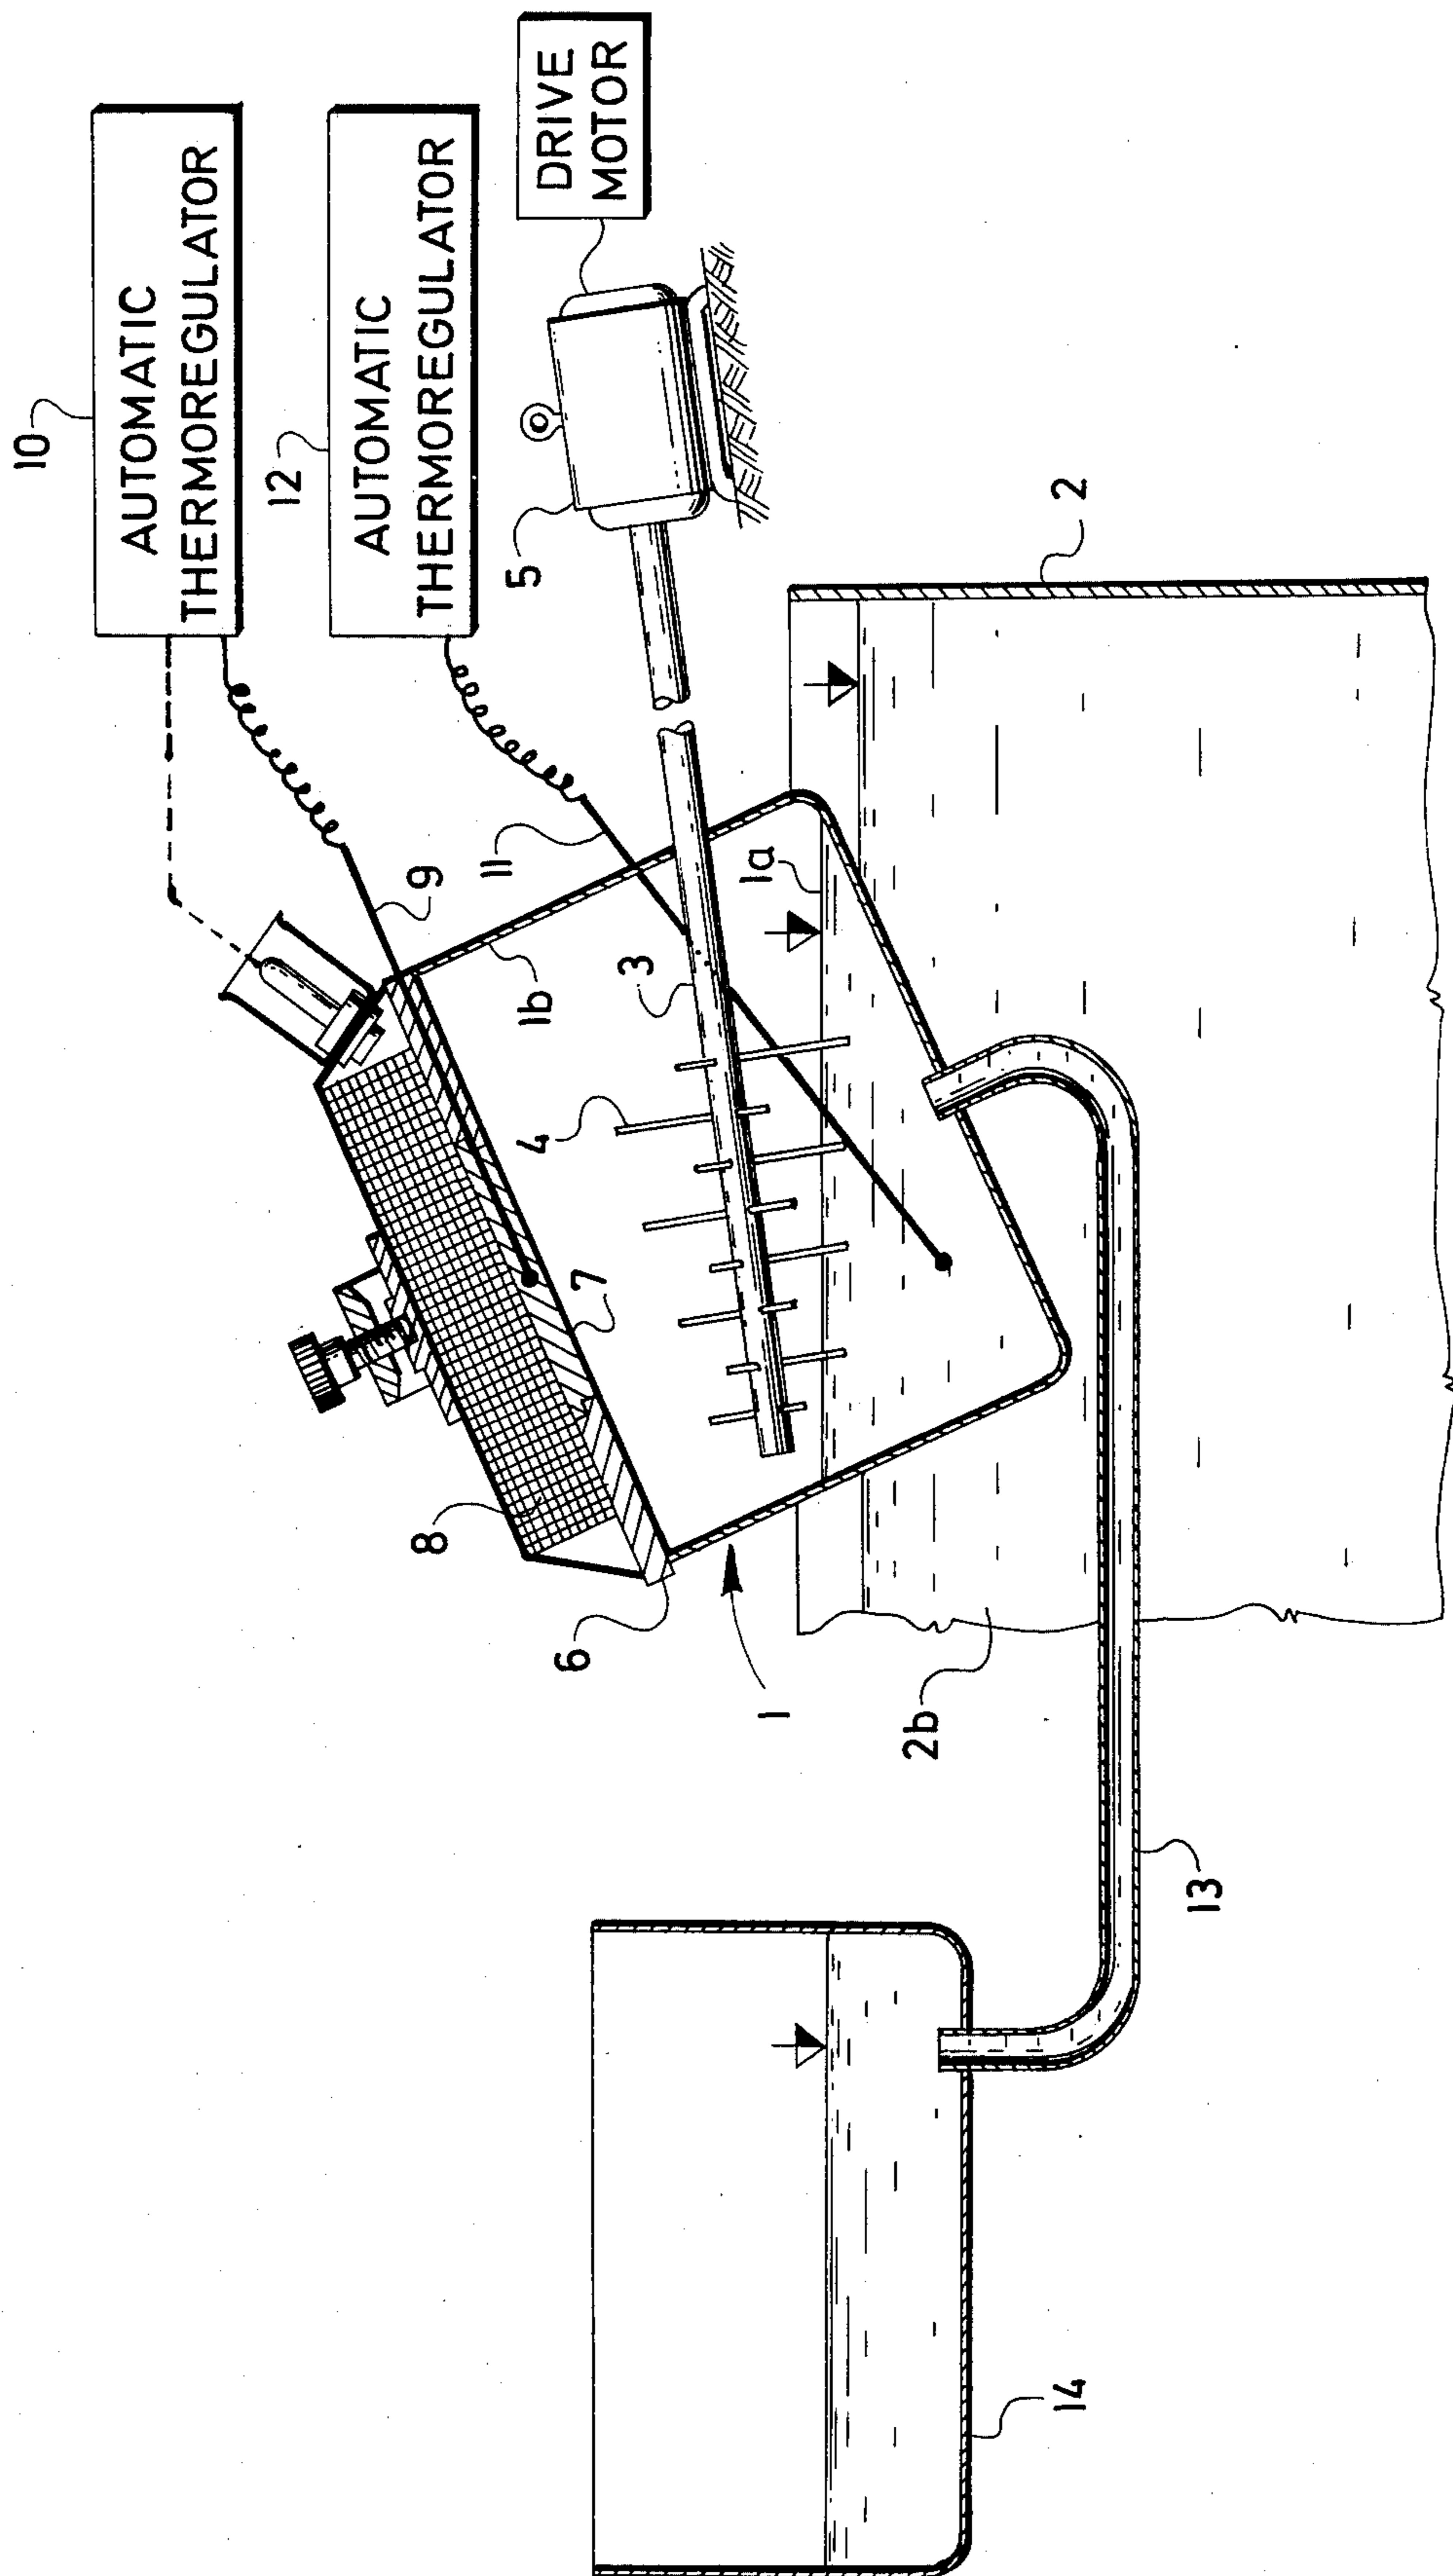 10
AUTOMATIC
THERMOREGULATOR
12
AUTOMATIC
THERMOREGULATOR
DRIVE
MOTOR
5
9
11
1b
3
1a
4
7
8
6
1
2
2b
13
14